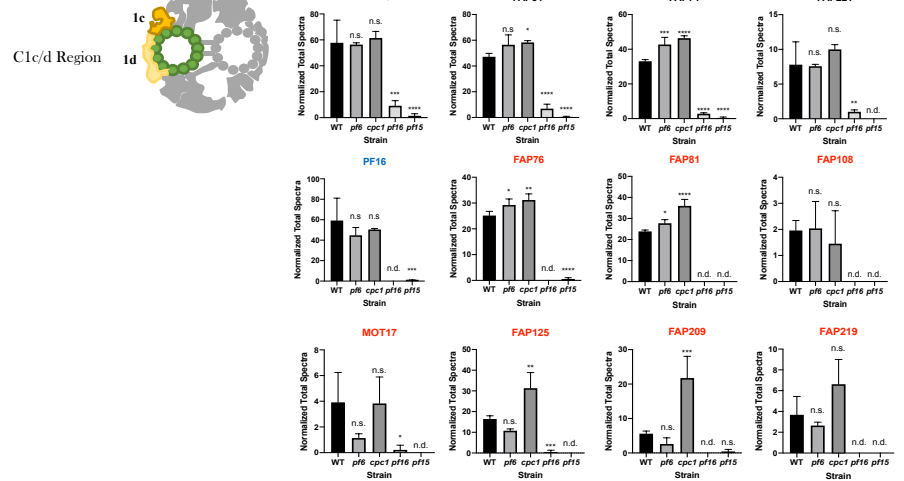 1c
C1c/d Region
1d
Normalized Total Spectra
80
60
40
20
0
n.s.
n.s.
***
****
WT pf6 cpc1 pf16 pf15
Strain
Normalized Total Spectra
80
60
40
20
0
n.s
*
****
****
WT pf6 cpc1 pf16 pf15
Strain
Normalized Total Spectra
60
40
20
0
***
****
****
****
WT pf6 cpc1 pf16 pf15
Strain
Normalized Total Spectra
15
10
5
0
n.s.
n.s.
**
n.d.
WT pf6 cpc1 pf16 pf15
Strain
PF16
Normalized Total Spectra
100
80
60
40
20
0
n.s
n.s
n.d.
***
WT pf6 cpc1 pf16 pf15
Strain
FAP76
Normalized Total Spectra
40
30
20
10
0
*
**
n.d.
****
WT pf6 cpc1 pf16 pf15
Strain
FAP81
Normalized Total Spectra
50
40
30
20
10
0
*
****
n.d.
n.d.
WT pf6 cpc1 pf16 pf15
Strain
FAP108
Normalized Total Spectra
4
3
2
1
0
n.s.
n.s.
n.d.
n.d.
WT pf6 cpc1 pf16 pf15
Strain
MOT17
Normalized Total Spectra
8
6
4
2
0
n.s.
n.s.
*
n.d.
WT pf6 cpc1 pf16 pf15
Strain
FAP125
Normalized Total Spectra
50
40
30
20
10
0
n.s.
**
***
n.d.
WT pf6 cpc1 pf16 pf15
Strain
FAP209
Normalized Total Spectra
30
20
10
0
n.s.
***
n.d.
n.s.
WT pf6 cpc1 pf16 pf15
Strain
FAP219
Normalized Total Spectra
10
8
6
4
2
0
n.s.
n.s.
n.d.
n.d.
WT pf6 cpc1 pf16 pf15
Strain